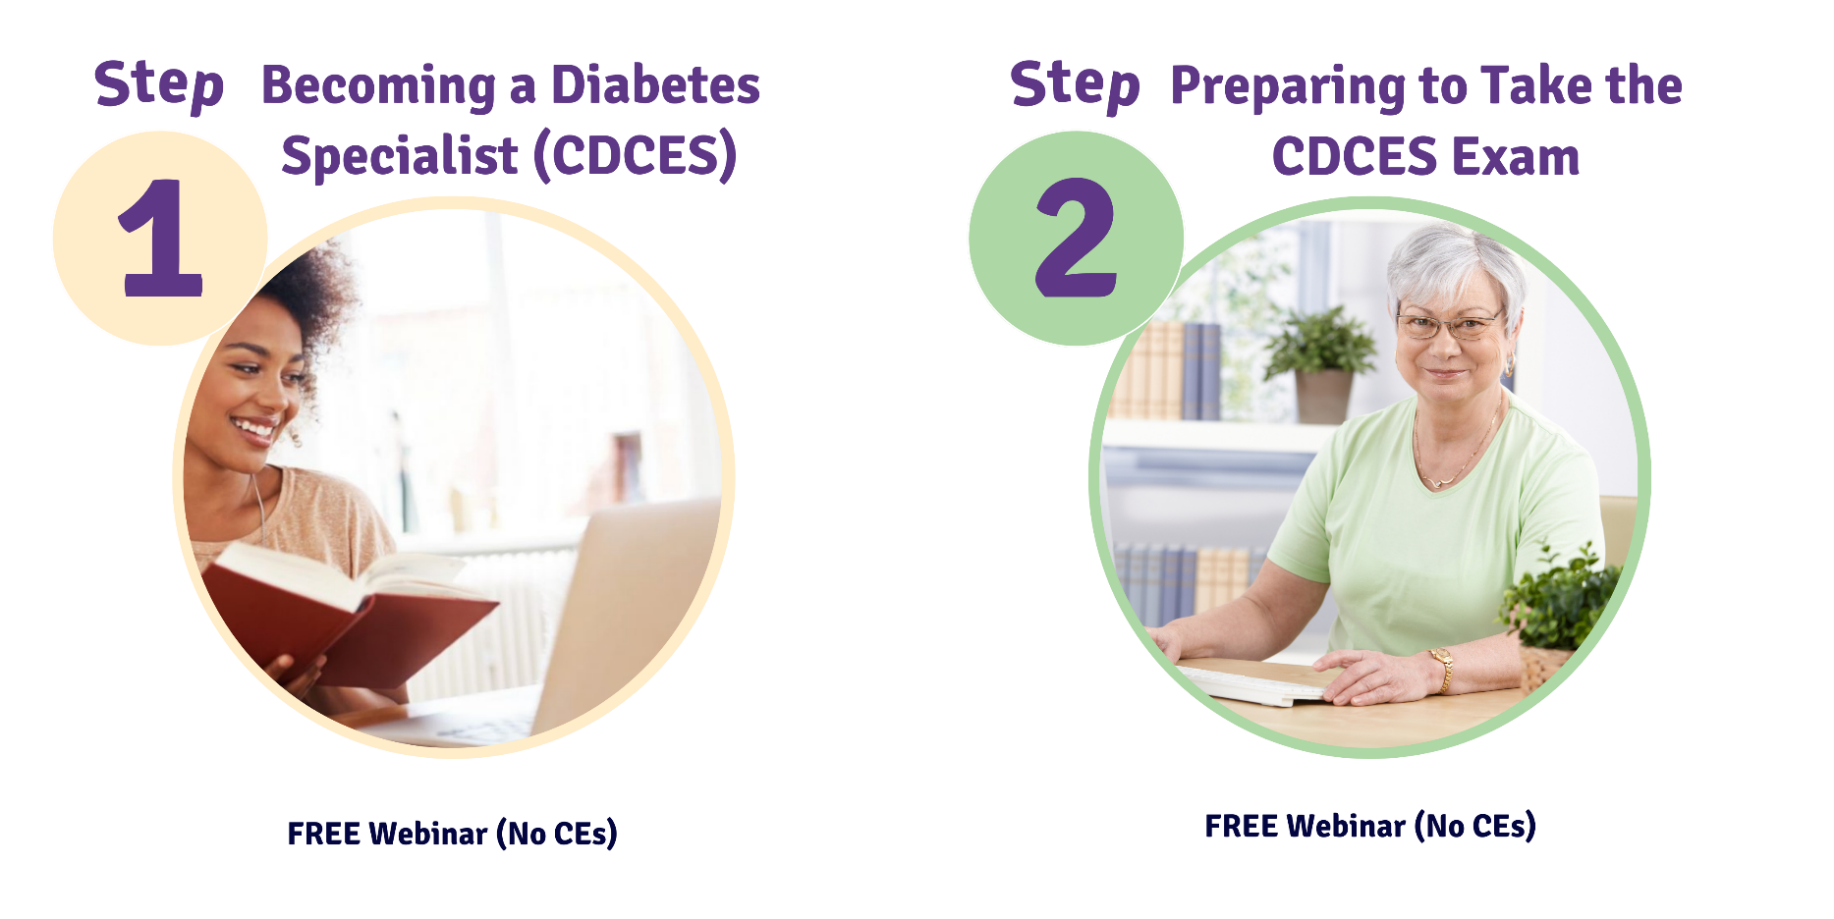 Step
1
Becoming a Diabetes
Specialist (CDCES)
FREE Webinar (No CEs)
Step
2
Preparing to Take the
CDCES Exam
FREE Webinar (No CEs)